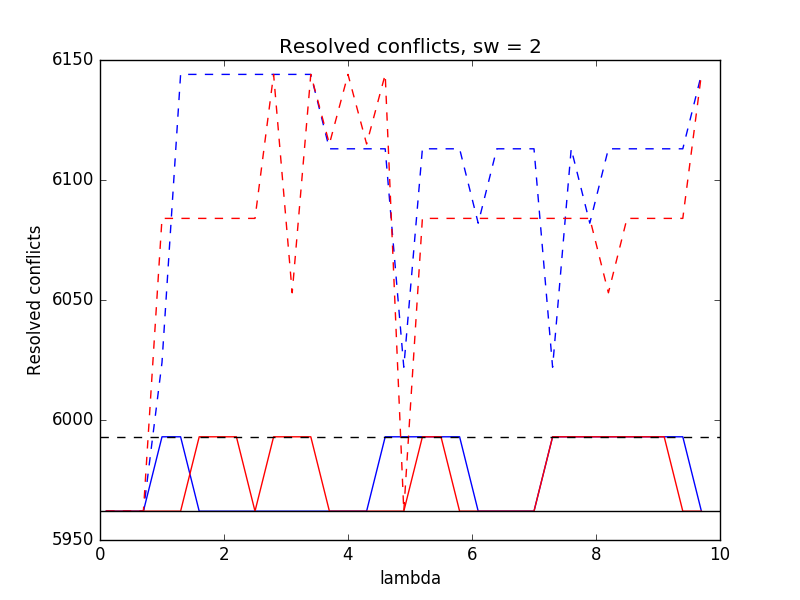 Resolved conflicts, sw = 2
6150
6100
6050
6000
5950
Resolved conflicts
0 2 4 6 8 10
lambda